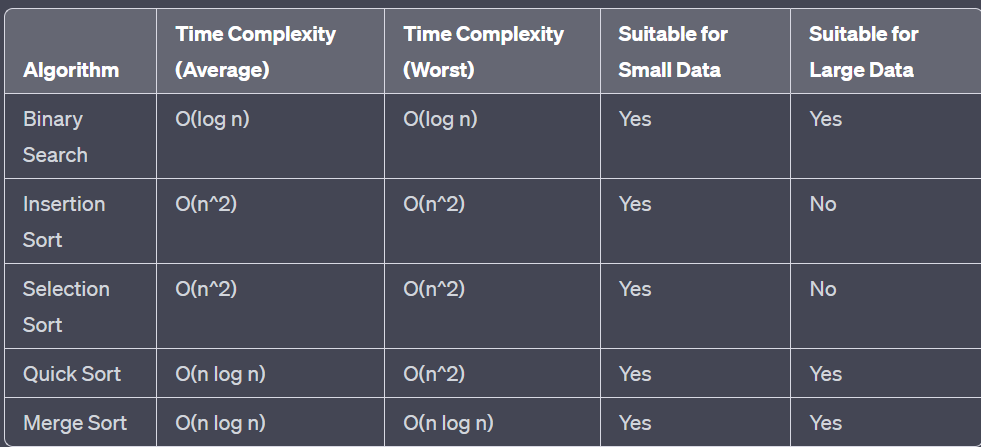 Algorithm Time Complexity (Average) Time Complexity (Worst) Suitable for Small Data Suitable for Large Data
Binary Search O(log n) O(log n) Yes Yes
Insertion Sort O(n^2) O(n^2) Yes No
Selection Sort O(n^2) O(n^2) Yes No
Quick Sort O(n log n) O(n^2) Yes Yes
Merge Sort O(n log n) O(n log n) Yes Yes